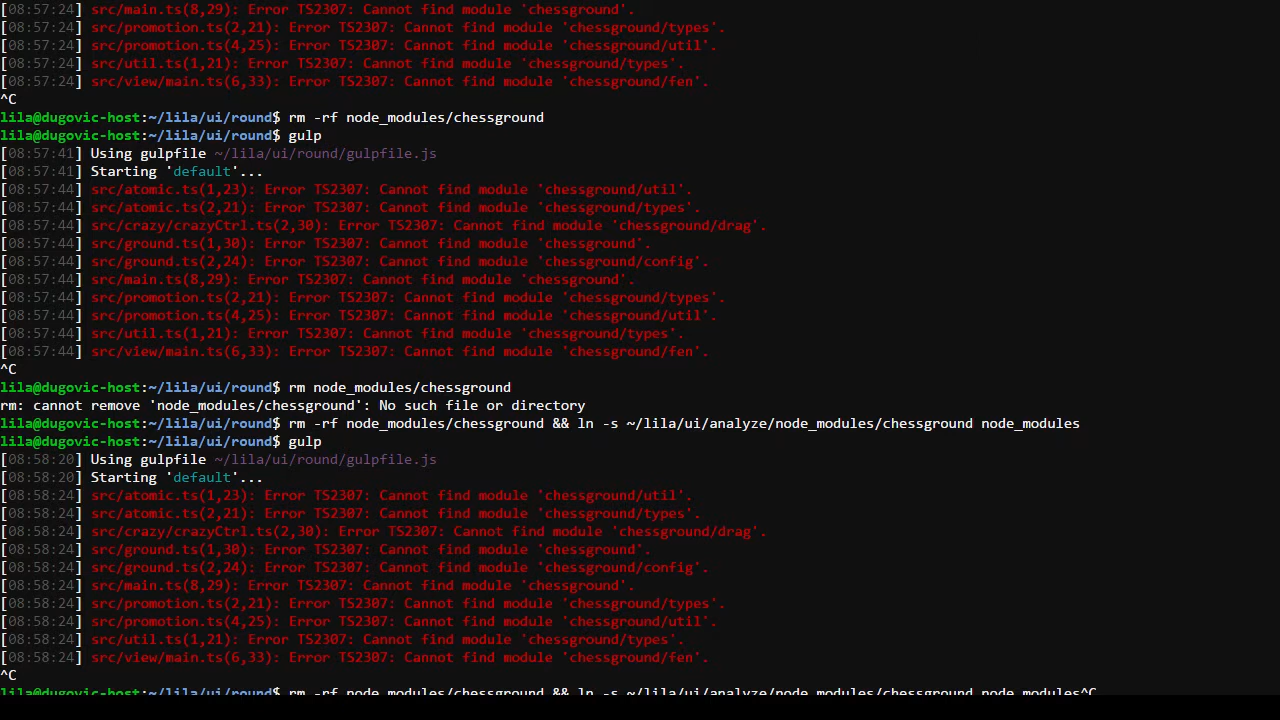 [08:57:24] src/main.ts(8,29): Error TS2307: Cannot find module 'chessground'.
[08:57:24] src/promotion.ts(2,21): Error TS2307: Cannot find module 'chessground/types'.
[08:57:24] src/promotion.ts(4,25): Error TS2307: Cannot find module 'chessground/util'.
[08:57:24] src/util.ts(1,21): Error TS2307: Cannot find module 'chessground/types'.
[08:57:24] src/view/main.ts(6,33): Error TS2307: Cannot find module 'chessground/fen'.
^C
lila@dugovic-host:~/lila/ui/round$ rm -rf node_modules/chessground
lila@dugovic-host:~/lila/ui/round$ gulp
[08:57:41] Using gulpfile ~/lila/ui/round/gulpfile.js
[08:57:41] Starting 'default'...
[08:57:44] src/atomic.ts(1,23): Error TS2307: Cannot find module 'chessground/util'.
[08:57:44] src/atomic.ts(2,21): Error TS2307: Cannot find module 'chessground/types'.
[08:57:44] src/crazy/crazyCtrl.ts(2,30): Error TS2307: Cannot find module 'chessground/drag'.
[08:57:44] src/ground.ts(1,30): Error TS2307: Cannot find module 'chessground'.
[08:57:44] src/ground.ts(2,24): Error TS2307: Cannot find module 'chessground/config'.
[08:57:44] src/main.ts(8,29): Error TS2307: Cannot find module 'chessground'.
[08:57:44] src/promotion.ts(2,21): Error TS2307: Cannot find module 'chessground/types'.
[08:57:44] src/promotion.ts(4,25): Error TS2307: Cannot find module 'chessground/util'.
[08:57:44] src/util.ts(1,21): Error TS2307: Cannot find module 'chessground/types'.
[08:57:44] src/view/main.ts(6,33): Error TS2307: Cannot find module 'chessground/fen'.
^C
lila@dugovic-host:~/lila/ui/round$ rm node_modules/chessground
rm: cannot remove 'node_modules/chessground': No such file or directory
lila@dugovic-host:~/lila/ui/round$ rm -rf node_modules/chessground && ln -s ~/lila/ui/analyze/node_modules/chessground node_modules
lila@dugovic-host:~/lila/ui/round$ gulp
[08:58:20] Using gulpfile ~/lila/ui/round/gulpfile.js
[08:58:20] Starting 'default'...
[08:58:24] src/atomic.ts(1,23): Error TS2307: Cannot find module 'chessground/util'.
[08:58:24] src/atomic.ts(2,21): Error TS2307: Cannot find module 'chessground/types'.
[08:58:24] src/crazy/crazyCtrl.ts(2,30): Error TS2307: Cannot find module 'chessground/drag'.
[08:58:24] src/ground.ts(1,30): Error TS2307: Cannot find module 'chessground'.
[08:58:24] src/ground.ts(2,24): Error TS2307: Cannot find module 'chessground/config'.
[08:58:24] src/main.ts(8,29): Error TS2307: Cannot find module 'chessground'.
[08:58:24] src/promotion.ts(2,21): Error TS2307: Cannot find module 'chessground/types'.
[08:58:24] src/promotion.ts(4,25): Error TS2307: Cannot find module 'chessground/util'.
[08:58:24] src/util.ts(1,21): Error TS2307: Cannot find module 'chessground/types'.
[08:58:24] src/view/main.ts(6,33): Error TS2307: Cannot find module 'chessground/fen'.
^C
lila@dugovic-host:~/lila/ui/round$ rm -rf node_modules/chessground && ln -s ~/lila/ui/analyze/node_modules/chessground node_modules^C